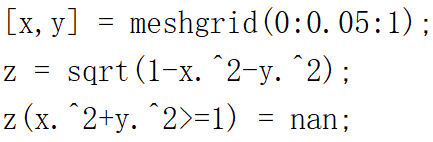 [x,y] = meshgrid(0:0.05:1);
z = sqrt(1-x.^2-y.^2);
z(x.^2+y.^2>=1) = nan;